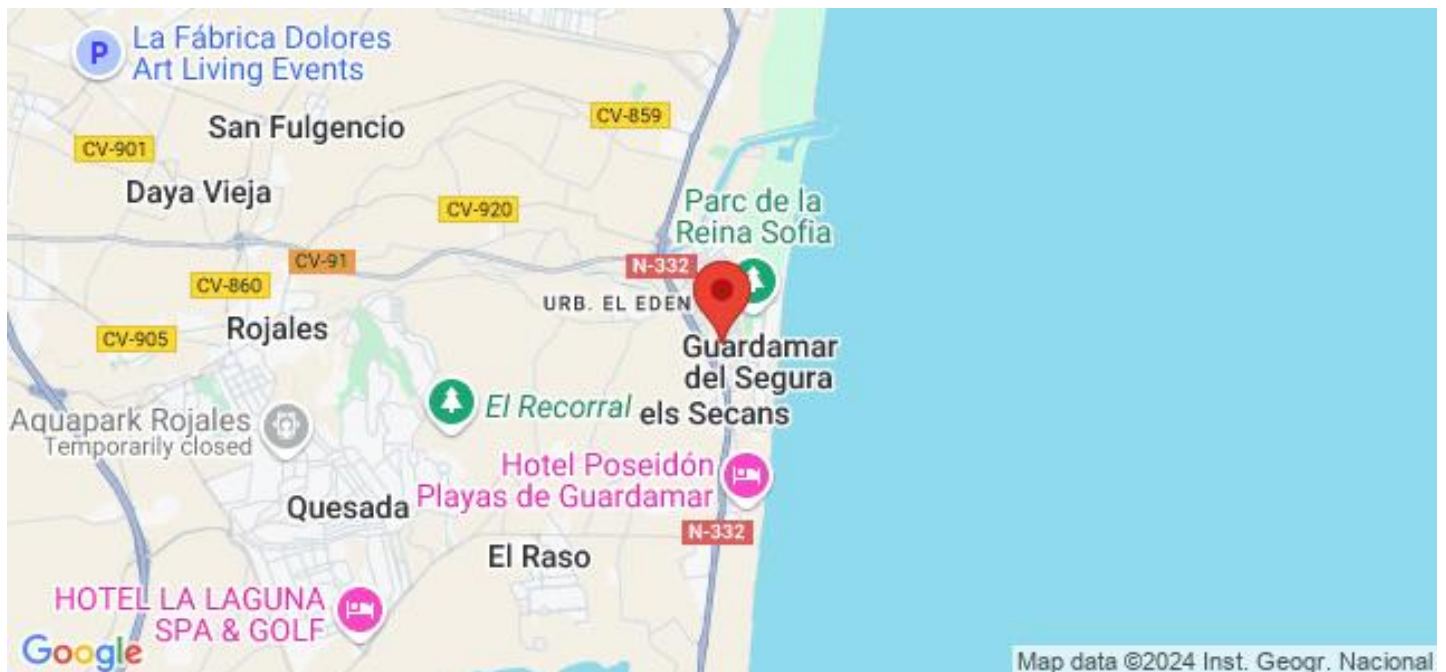 La Fábrica Dolores
Art Living Events
P
San Fulgencio
CV-859
CV-901
Daya Vieja
CV-920
Parc de la
Reina Sofia
CV-91
N-332
CV-860
URB. EL EDEN
Rojales
CV-905
Guardamar
del Segura
El Recorral
els Secans
Aquapark Rojales
Temporarily closed
Hotel Poseidón
Playas de Guardamar
Quesada
N-332
El Raso
HOTEL LA LAGUNA
SPA & GOLF
Google
Map data ©2024 Inst. Geogr. Nacional